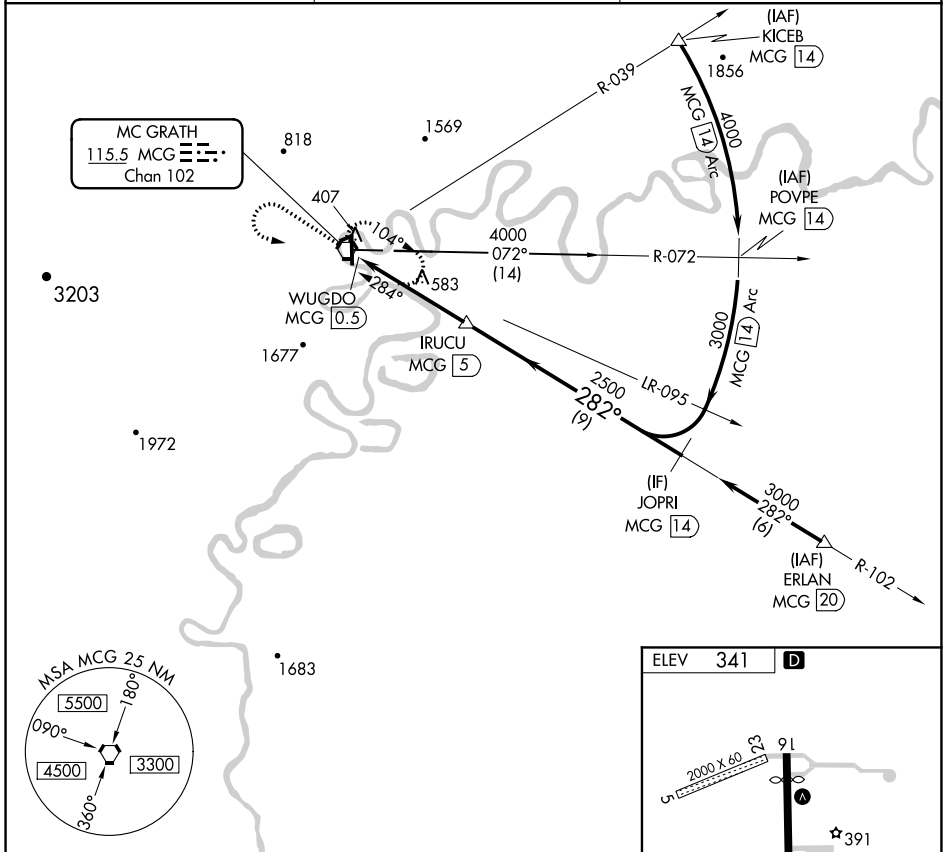 (IAF)
KICEB
MCG 14
1856
R-039
MCG 14 Arc
4000
MC GRATH
115.5 MCG
Chan 102
818
1569
407
104°
4000
072°
(14)
R-072
(IAF)
POVPE
MCG 14
583
284°
WUGDO
MCG 0.5
3203
IRUCU
MCG 5
1677
3000
MCG 14 Arc
LR-095
2500
282°
(9)
1972
(IF)
JOPRI
MCG 14
3000
282°
(6)
(IAF)
ERLAN
MCG 20
R-102
1683
MSA MCG 25 NM
5500
180°
090°
4500
3300
360°
ELEV 341 D
2000 X 60
23
5
16
A
391